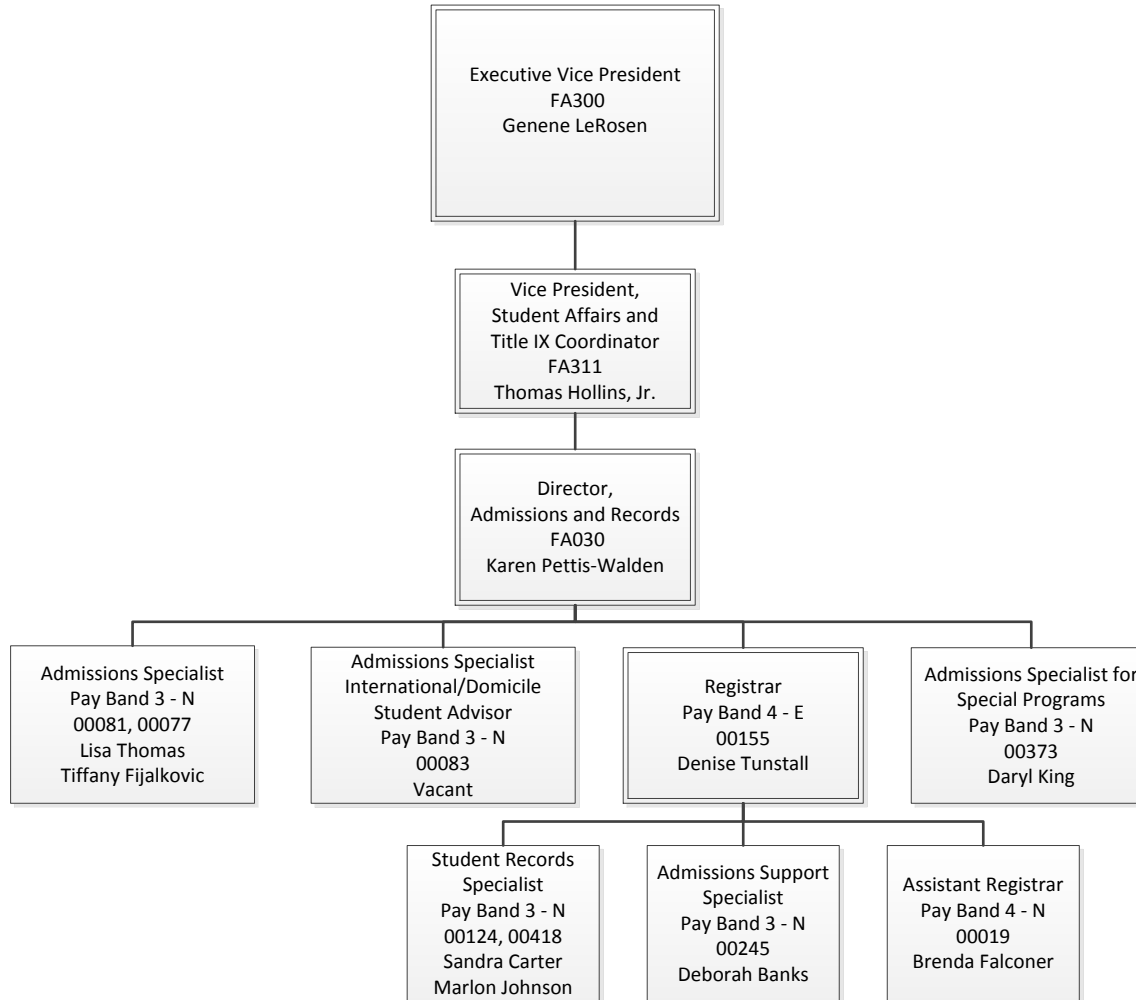 Executive Vice President
FA300
Genene LeRosen
Vice President,
Student Affairs and
Title IX Coordinator
FA311
Thomas Hollins, Jr.
Director,
Admissions and Records
FA030
Karen Pettis-Walden
Admissions Specialist
Pay Band 3 - N
00081, 00077
Lisa Thomas
Tiffany Fijalkovic
Admissions Specialist
International/Domicile
Student Advisor
Pay Band 3 - N
00083
Vacant
Registrar
Pay Band 4 - E
00155
Denise Tunstall
Admissions Specialist for
Special Programs
Pay Band 3 - N
00373
Daryl King
Student Records
Specialist
Pay Band 3 - N
00124, 00418
Sandra Carter
Marlon Johnson
Admissions Support
Specialist
Pay Band 3 - N
00245
Deborah Banks
Assistant Registrar
Pay Band 4 - N
00019
Brenda Falconer